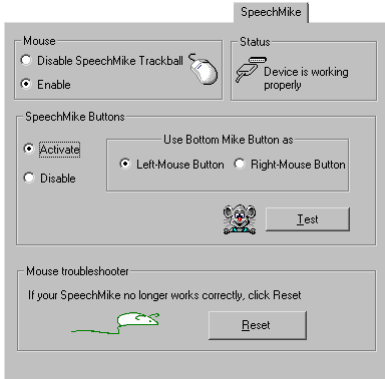 SpeechMike
Mouse
Disable SpeechMike Trackball
Enable
Status
Device is working
properly
SpeechMike Buttons
Activate
Disable
Use Bottom Mike Button as
Left-Mouse Button
Right-Mouse Button
Test
Mouse troubleshooter
If your SpeechMike no longer works correctly, click Reset
Reset